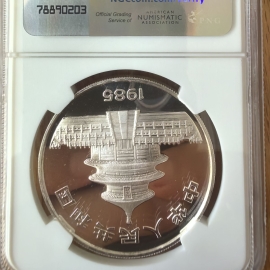 78890203
Official Grading
Service of
AMERICAN
NUMISMATIC
ASSOCIATION
中华人民共和国
1985